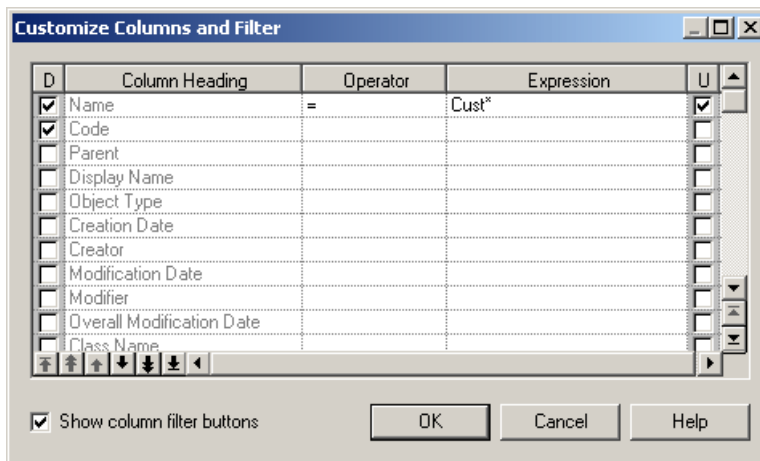 Customize Columns and Filter
D Column Heading Operator Expression U
Name = Cust*
Code
Parent
Display Name
Object Type
Creation Date
Creator
Modification Date
Modifier
Overall Modification Date
Class Name
Show column filter buttons OK Cancel Help